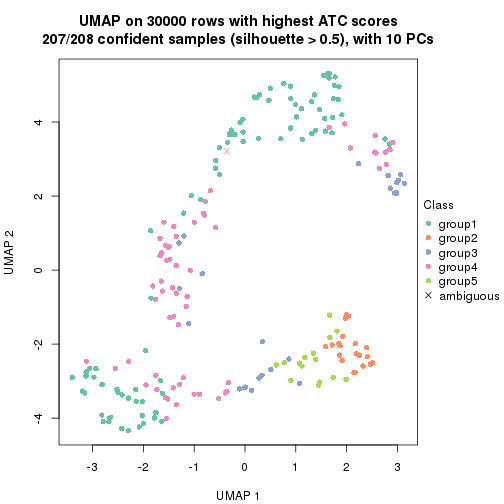 UMAP on 30000 rows with highest ATC scores
207/208 confident samples (silhouette > 0.5), with 10 PCs
UMAP 2
4
2
0
-2
-4
-3 -2 -1 0 1 2 3
UMAP 1
Class
group1
group2
group3
group4
group5
ambiguous